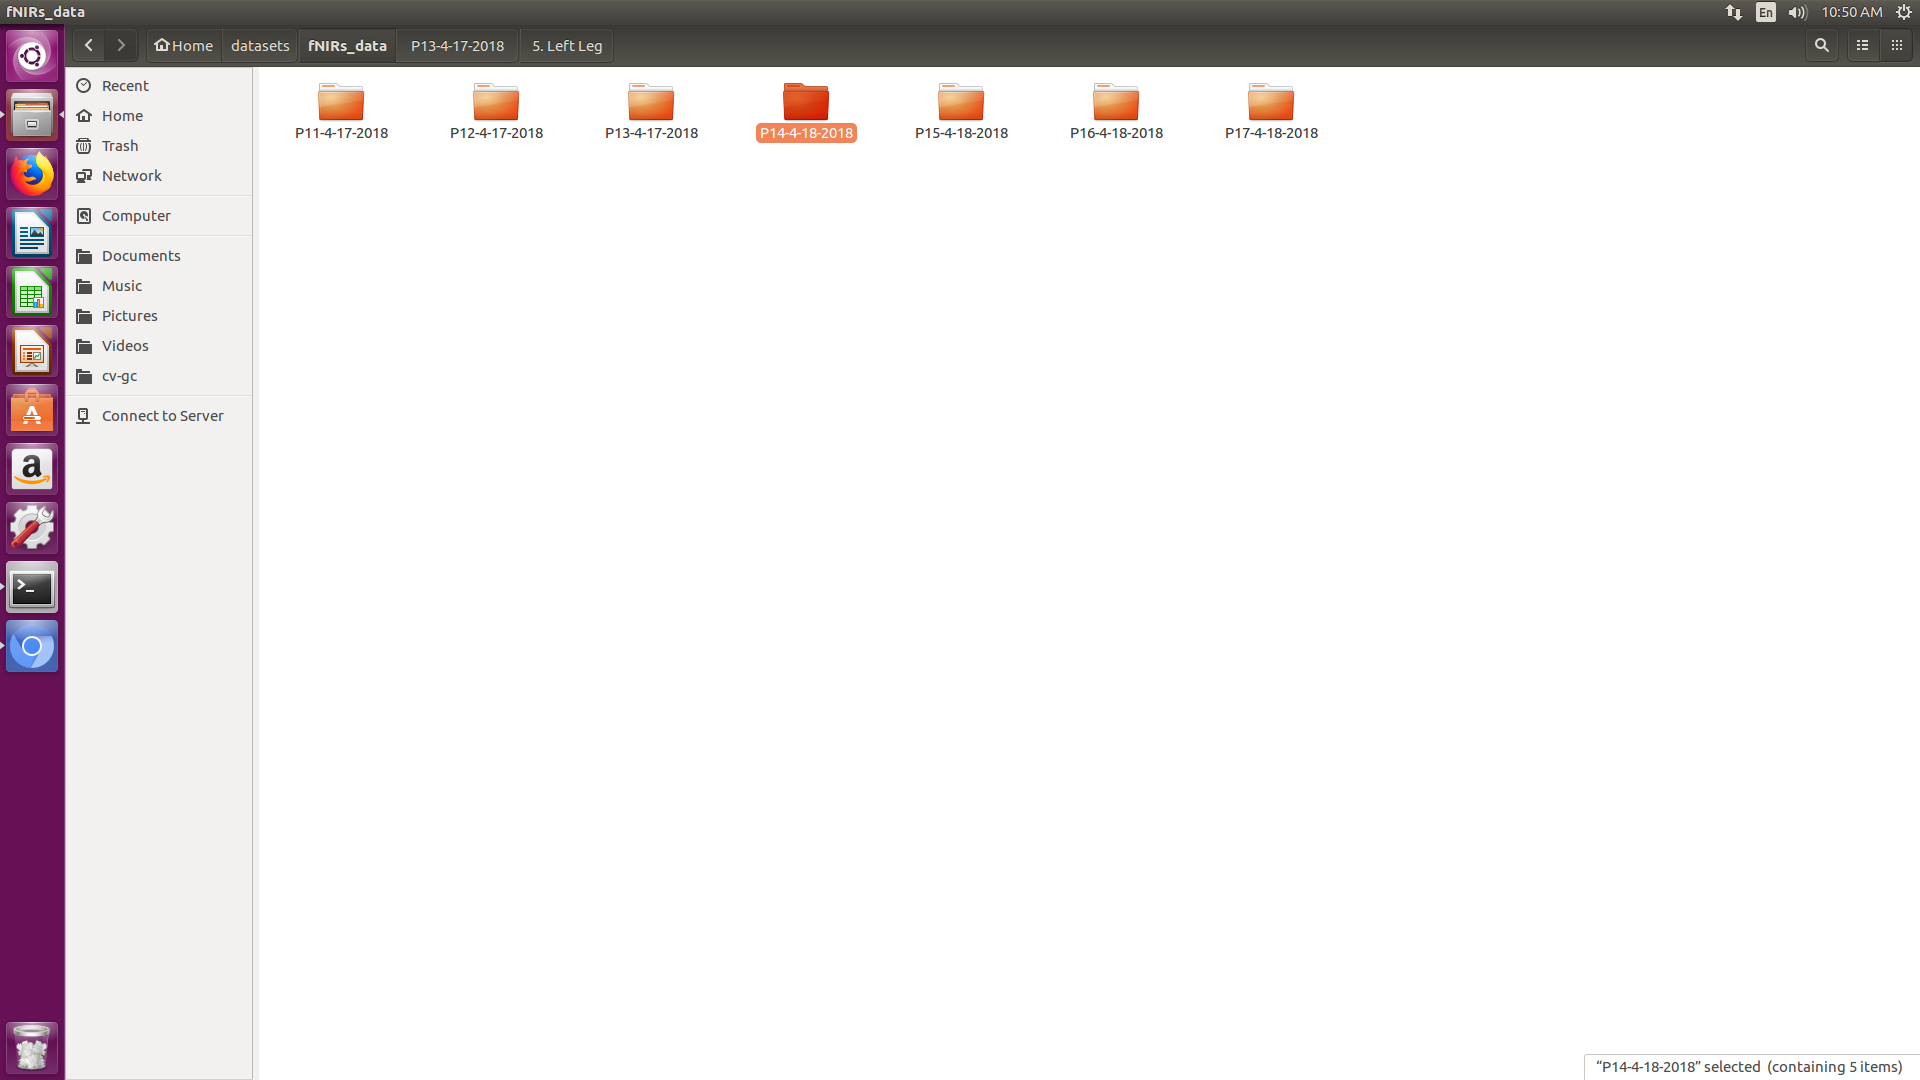 fNIRs_data
En
10:50 AM
Home
datasets
fNIRs_data
P13-4-17-2018
5. Left Leg
Recent
Home
Trash
Network
Computer
Documents
Music
Pictures
Videos
cv-gc
Connect to Server
P11-4-17-2018
P12-4-17-2018
P13-4-17-2018
P14-4-18-2018
P15-4-18-2018
P16-4-18-2018
P17-4-18-2018
“P14-4-18-2018” selected (containing 5 items)